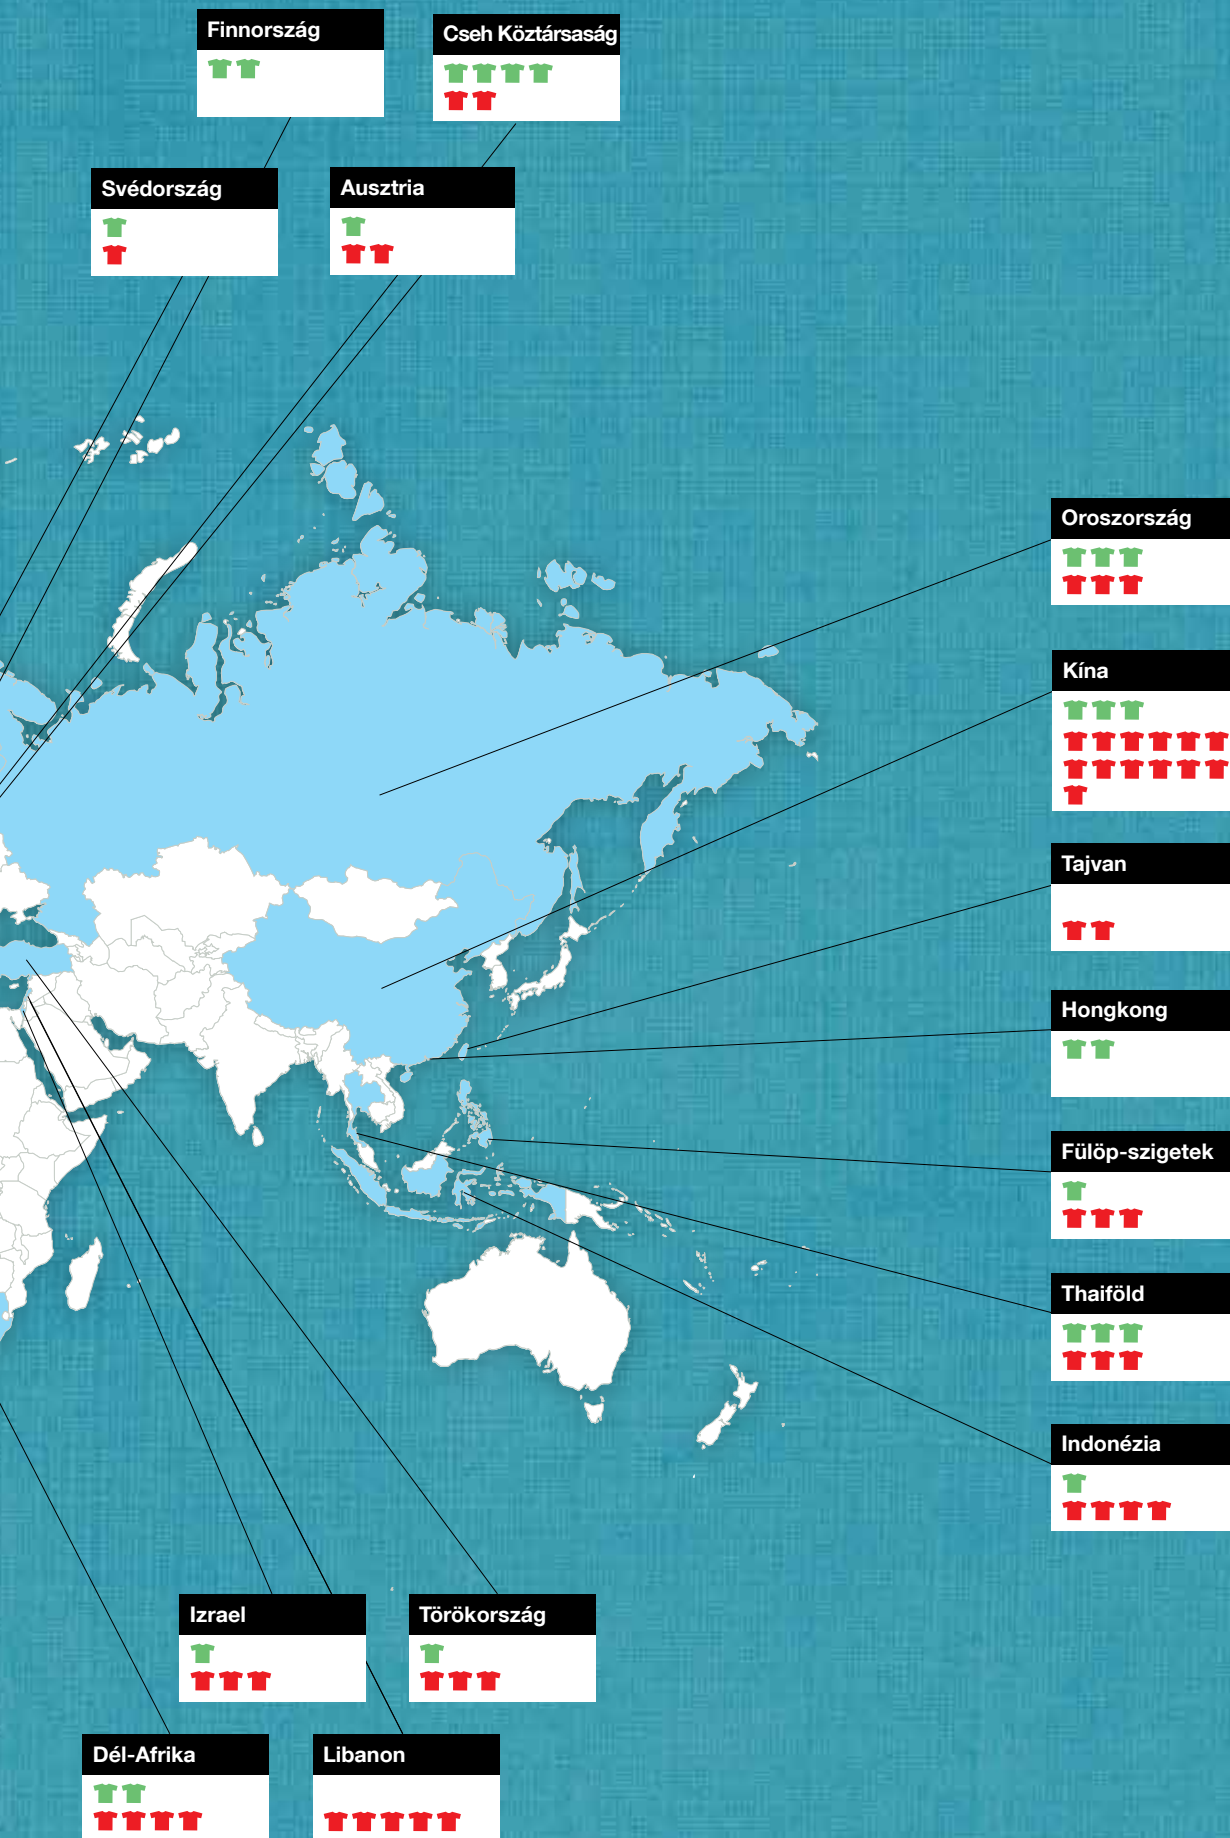 Finnország
Cseh Köztársaság
Svédország
Ausztria
Oroszország
Kína
Tajvan
Hongkong
Fülöp-szigetek
Thaiföld
Indonézia
Izrael
Törökország
Dél-Afrika
Libanon